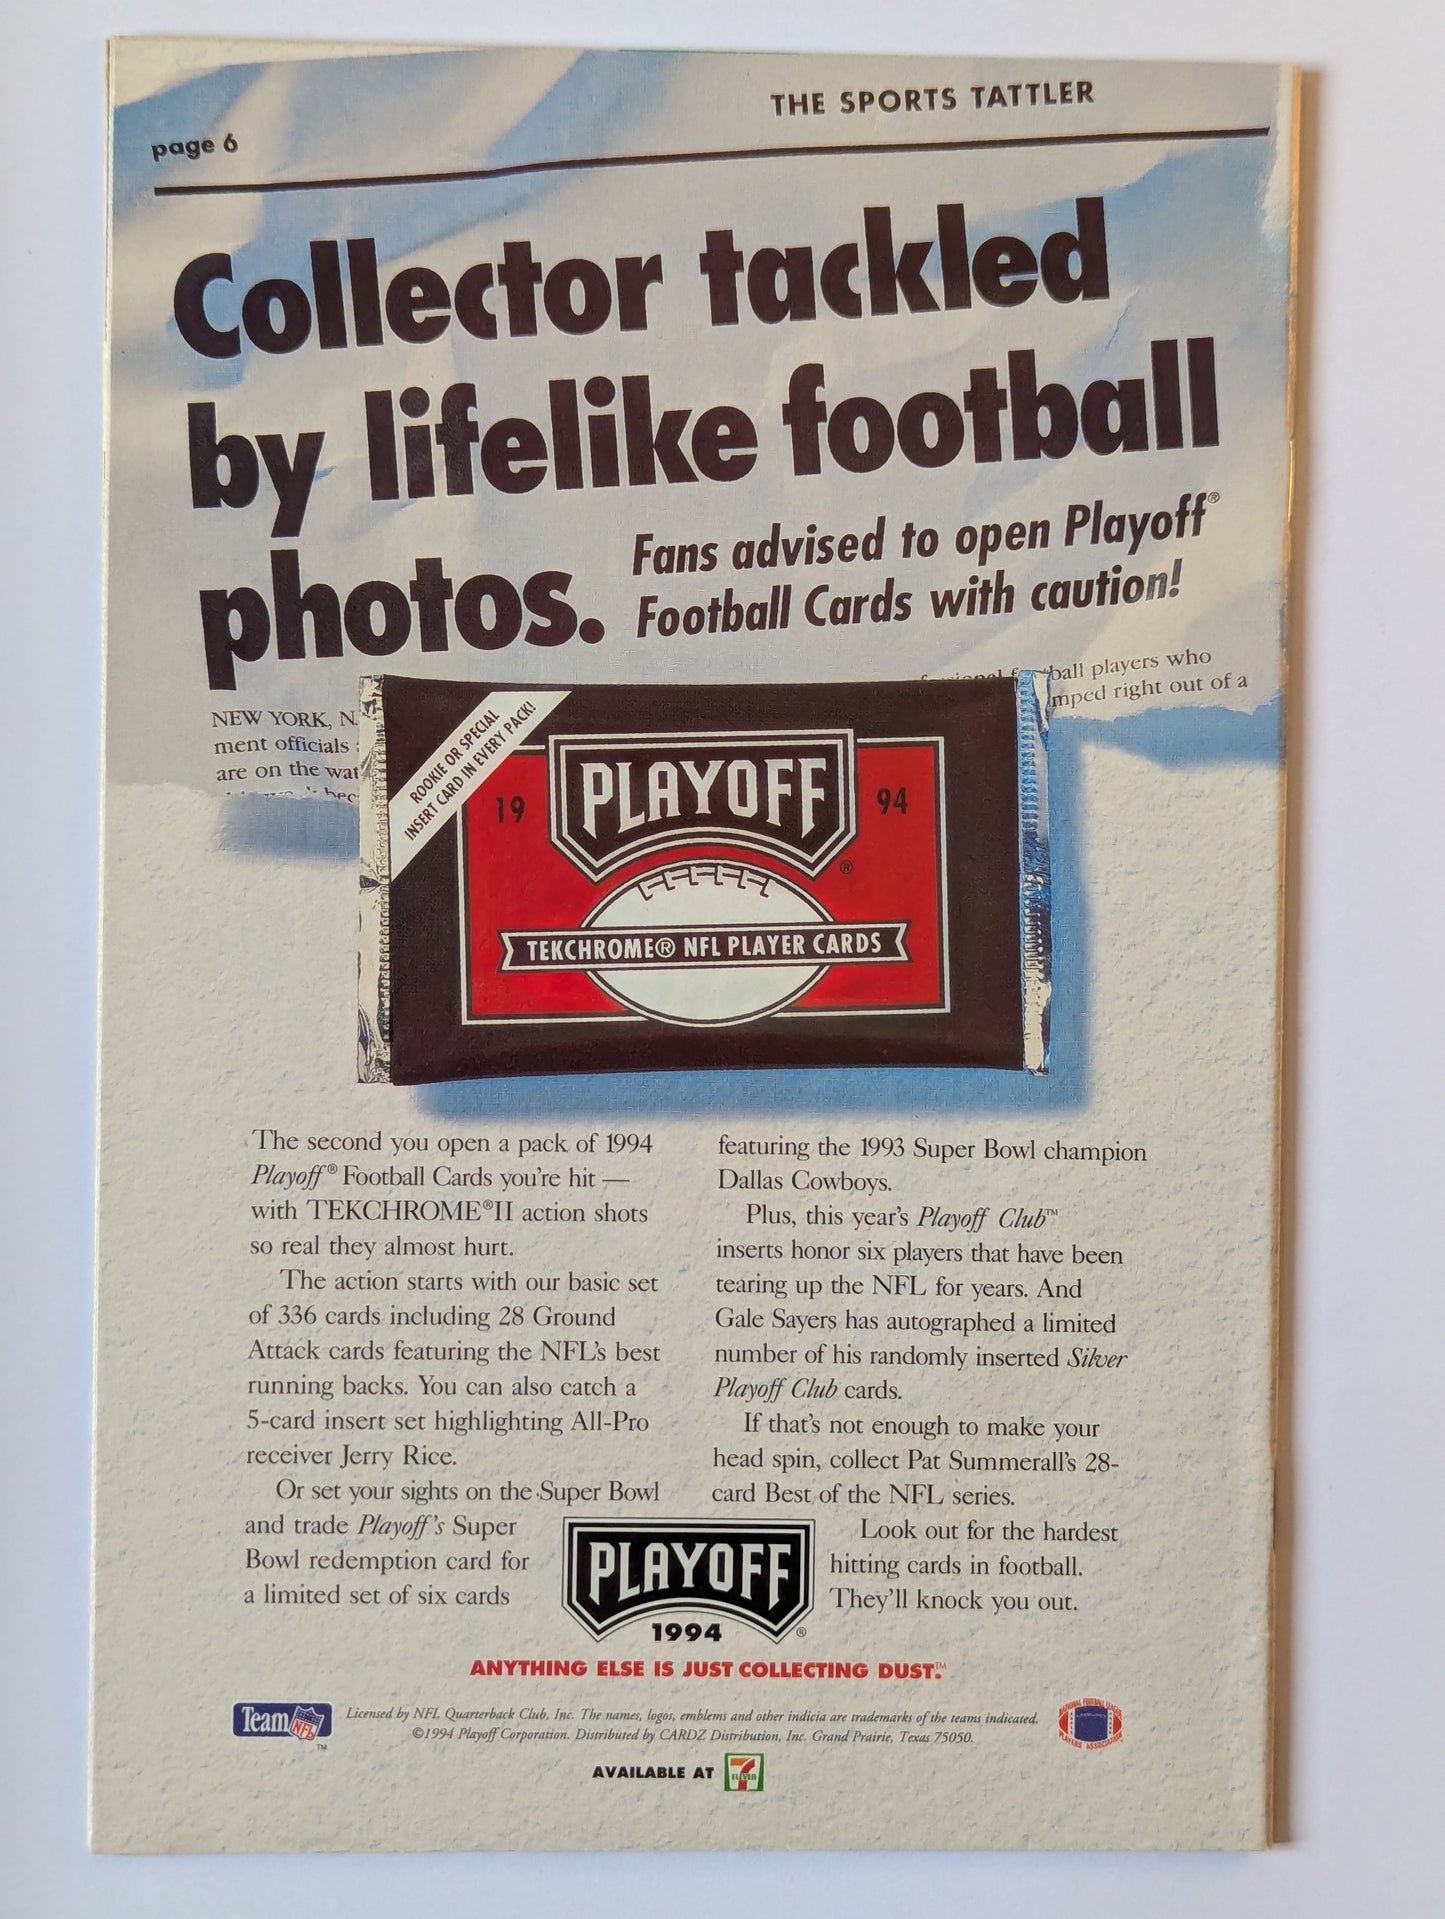 THE SPORTS TATTLER
page 6
Collector tackled
by lifelike football
photos.
Fans advised to open Playoff®
Football Cards with caution!
ball players who
mped right out of a
NEW YORK, N.
ment officials
are on the wat
ROOKIE OR SPECIAL
INSERT CARD IN EVERY PACK!
19 PLAYOFF 94
®
TEKCHROME® NFL PLAYER CARDS
The second you open a pack of 1994
Playoff® Football Cards you're hit —
with TEKCHROME®II action shots
so real they almost hurt.
The action starts with our basic set
of 336 cards including 28 Ground
Attack cards featuring the NFL's best
running backs. You can also catch a
5-card insert set highlighting All-Pro
receiver Jerry Rice.
Or set your sights on the Super Bowl
and trade Playoff's Super
Bowl redemption card for
a limited set of six cards
featuring the 1993 Super Bowl champion
Dallas Cowboys.
Plus, this year's Playoff Club™
inserts honor six players that have been
tearing up the NFL for years. And
Gale Sayers has autographed a limited
number of his randomly inserted Silver
Playoff Club cards.
If that's not enough to make your
head spin, collect Pat Summerall's 28-
card Best of the NFL series.
Look out for the hardest
hitting cards in football.
They'll knock you out.
PLAYOFF
1994 ®
ANYTHING ELSE IS JUST COLLECTING DUST.™
Team NFL ™
Licensed by NFL Quarterback Club, Inc. The names, logos, emblems and other indicia are trademarks of the teams indicated.
©1994 Playoff Corporation. Distributed by CARDZ Distribution, Inc. Grand Prairie, Texas 75050.
NATIONAL FOOTBALL LEAGUE
PLAYERS ASSOCIATION
AVAILABLE AT 7 ELEVEN